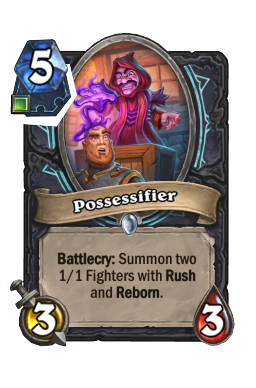 5
Possessifier
Battlecry: Summon two
1/1 Fighters with Rush
and Reborn.
3 3